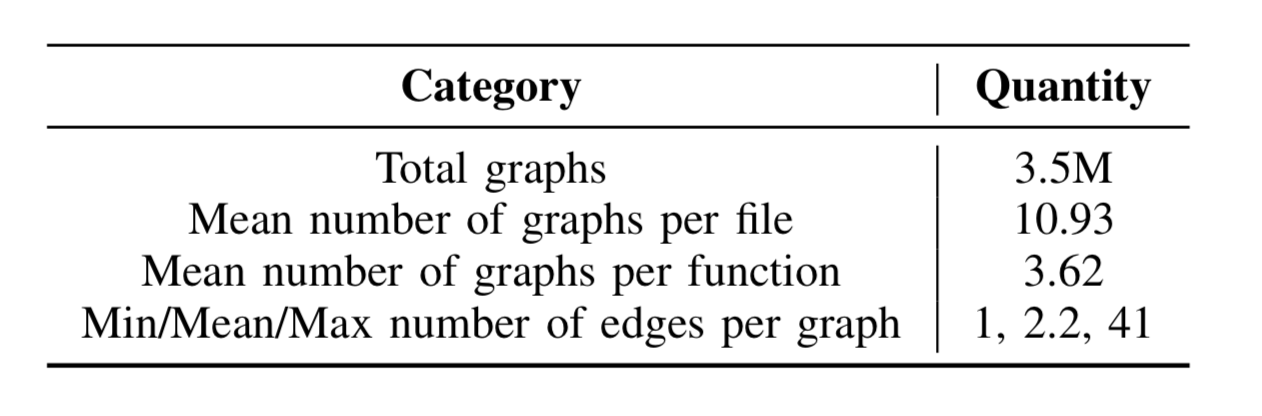 Category Quantity
Total graphs 3.5M
Mean number of graphs per file 10.93
Mean number of graphs per function 3.62
Min/Mean/Max number of edges per graph 1, 2.2, 41